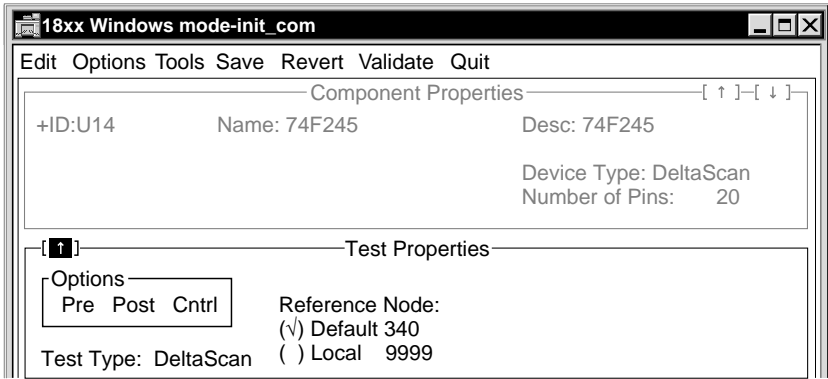 18xx Windows mode-init_com
Edit Options Tools Save Revert Validate Quit
Component Properties [ ↑ ] [ ↓ ]
+ID:U14 Name: 74F245 Desc: 74F245
Device Type: DeltaScan
Number of Pins: 20
[ ↑ ] Test Properties
Options
Pre Post Cntrl
Reference Node:
(√) Default 340
Test Type: DeltaScan ( ) Local 9999